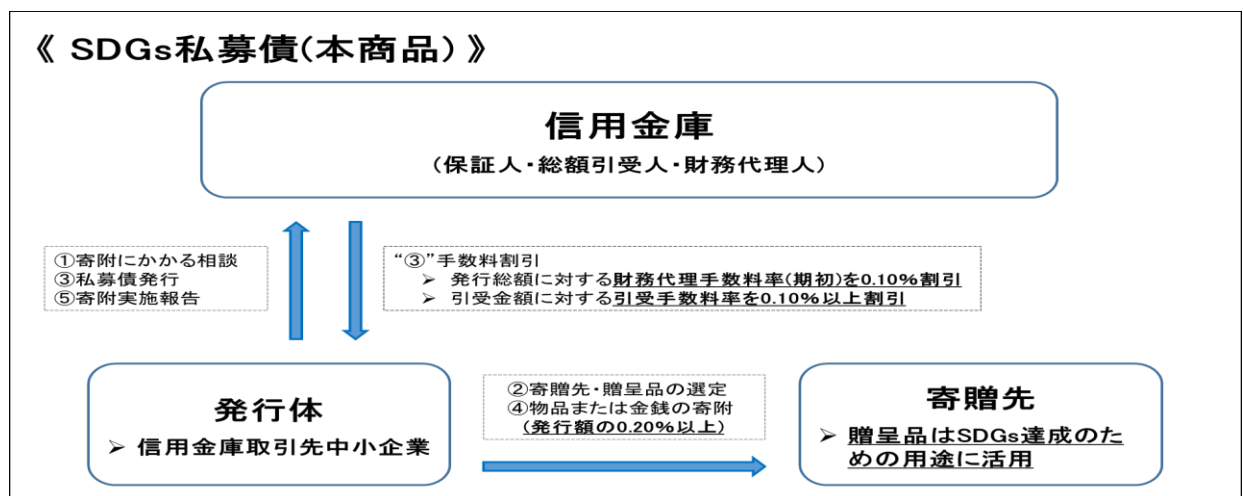 《 SDGs私募債(本商品) 》
信用金庫
(保証人・総額引受人・財務代理人)
①寄附にかかる相談
③私募債発行
⑤寄附実施報告
“③”手数料割引
➢ 発行総額に対する財務代理手数料率(期初)を0.10%割引
➢ 引受金額に対する引受手数料率を0.10%以上割引
発行体
➢ 信用金庫取引先中小企業
②寄贈先・贈呈品の選定
④物品または金銭の寄附
(発行額の0.20%以上)
寄贈先
➢ 贈呈品はSDGs達成のた
めの用途に活用